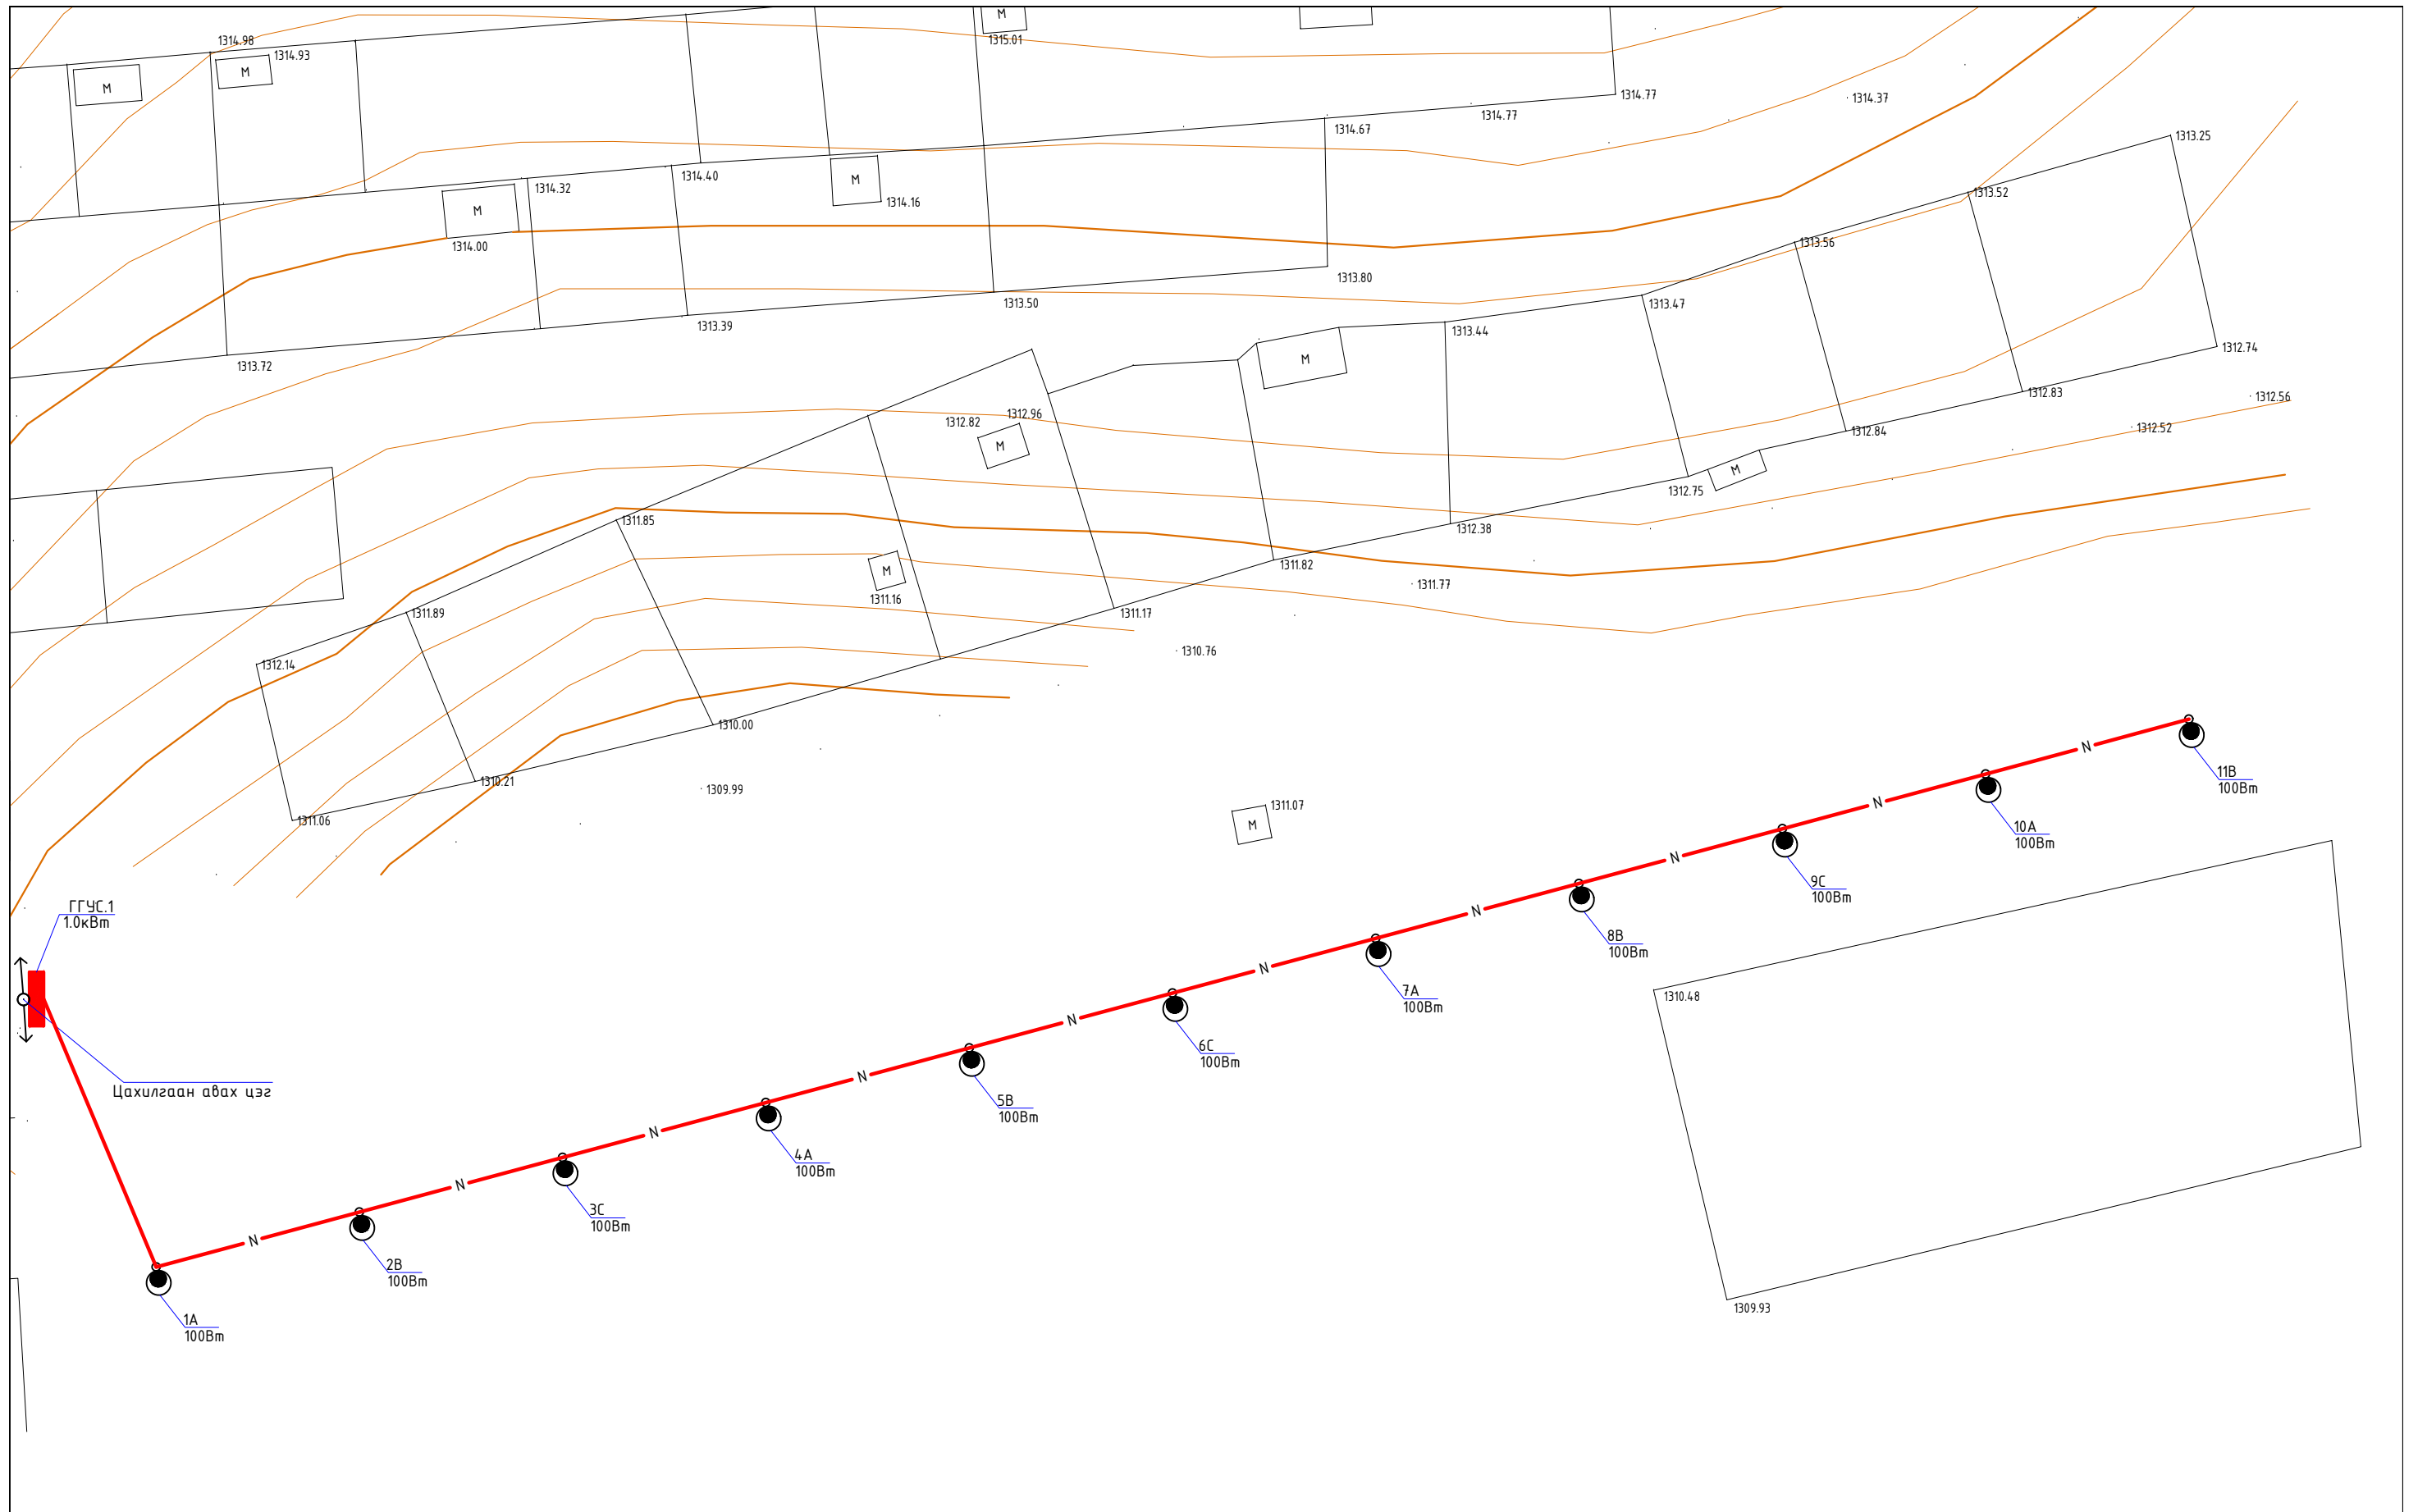 1314.98
1314.93
M
M
M
1315.01
1314.77
1314.37
1314.77
1314.67
1313.25
1314.32
1314.40
M
M
1314.16
1314.00
1313.52
1313.56
1313.80
1313.50
1313.47
1313.39
1313.44
1313.72
M
1312.74
1312.83
1312.56
1312.96
1312.82
M
1312.52
1312.84
M
1312.75
1311.85
1312.38
1311.82
M
1311.16
1311.77
1311.89
1311.17
1312.14
1310.76
1310.00
1310.21
1309.99
1311.06
1311.07
M
ГГУС.1
1.0кВт
1310.48
Цахилгаан авах цэг
1309.93
N
N
N
N
N
N
N
N
N
N
11B
100Вт
10A
100Вт
9C
100Вт
8B
100Вт
7A
100Вт
6C
100Вт
5B
100Вт
4A
100Вт
3C
100Вт
2B
100Вт
1A
100Вт